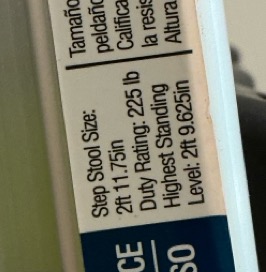 Step Stool Size:
2ft 11.75in
Duty Rating: 225 lb
Highest Standing
Level: 2ft 9.625in
Tamaño
peldaño
Califica
la resis
Altura
CE
SO